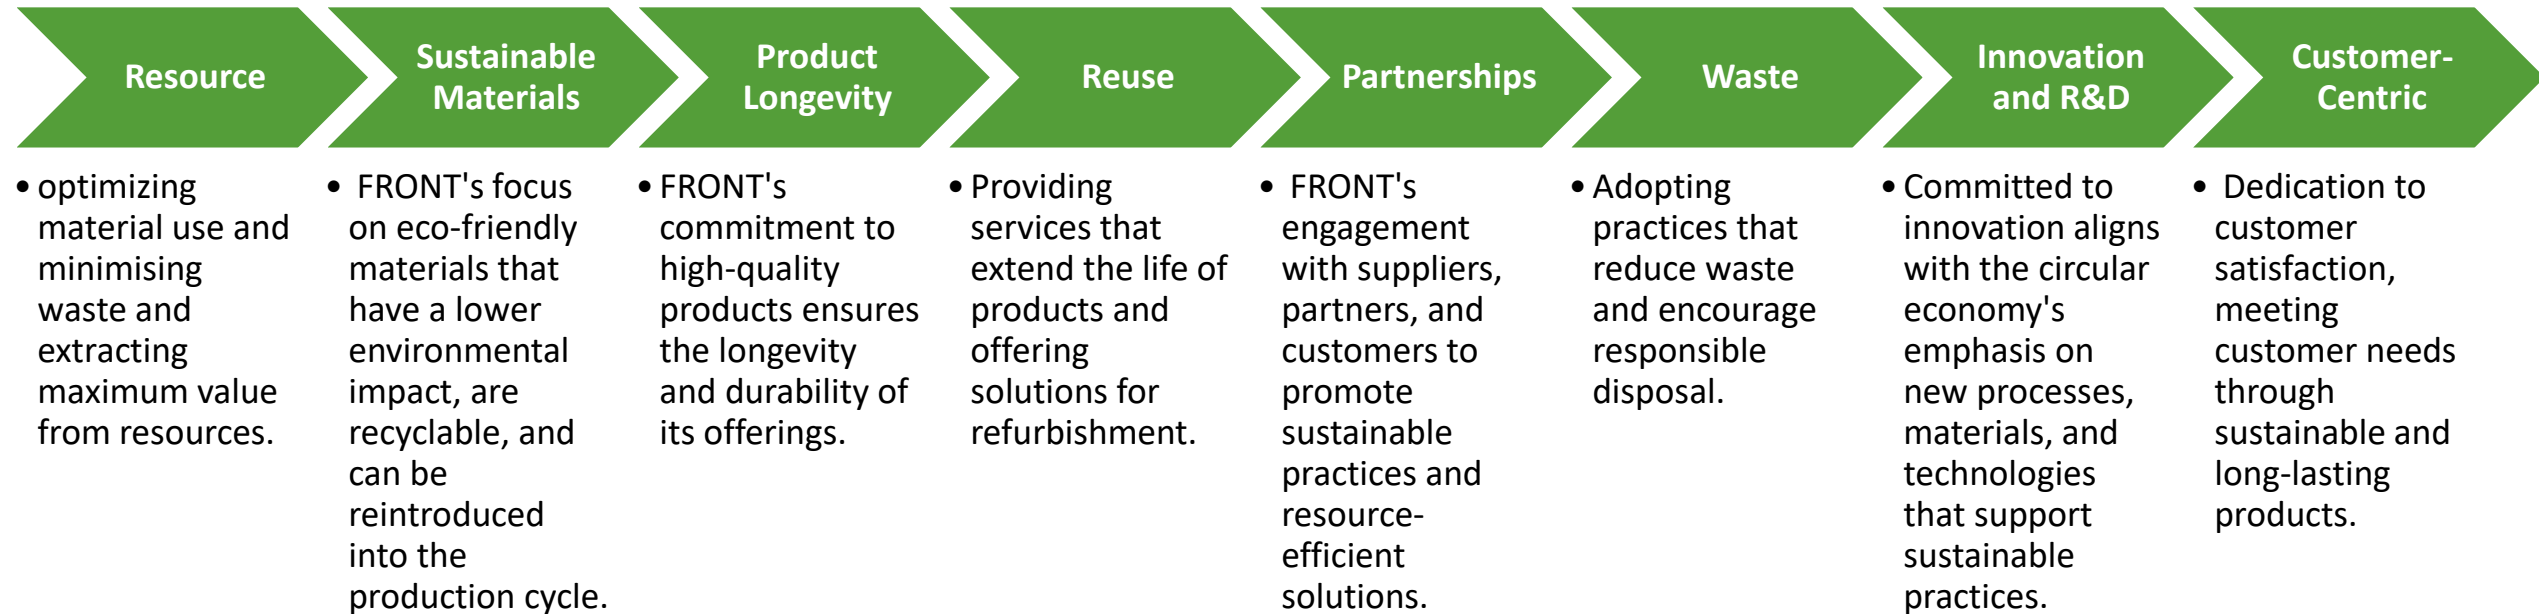 Resource
Sustainable
Materials
Product
Longevity
Reuse
Partnerships
Waste
Innovation
and R&D
Customer-
Centric
• optimizing
material use and
minimising
waste and
extracting
maximum value
from resources.
• FRONT's focus
on eco-friendly
materials that
have a lower
environmental
impact, are
recyclable, and
can be
reintroduced
into the
production cycle.
• FRONT's
commitment to
high-quality
products ensures
the longevity
and durability of
its offerings.
• Providing
services that
extend the life of
products and
offering
solutions for
refurbishment.
• FRONT's
engagement
with suppliers,
partners, and
customers to
promote
sustainable
practices and
resource-
efficient
solutions.
• Adopting
practices that
reduce waste
and encourage
responsible
disposal.
• Committed to
innovation aligns
with the circular
economy's
emphasis on
new processes,
materials, and
technologies
that support
sustainable
practices.
• Dedication to
customer
satisfaction,
meeting
customer needs
through
sustainable and
long-lasting
products.